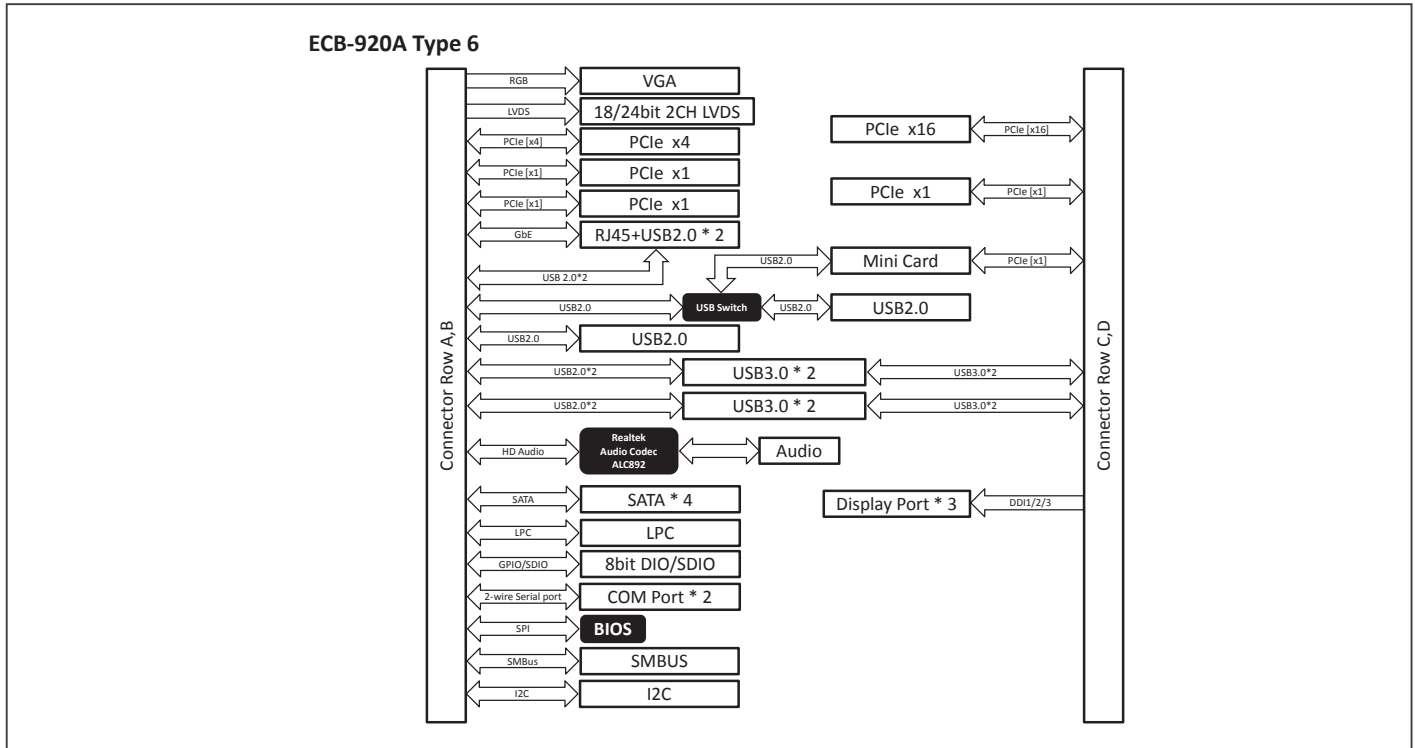 ECB-920A Type 6
Connector Row A,B
RGB
VGA
LVDS
18/24bit 2CH LVDS
PCIe [x4]
PCIe x4
PCIe [x1]
PCIe x1
PCIe [x1]
PCIe x1
GbE
RJ45+USB2.0 * 2
USB 2.0*2
USB2.0
USB Switch
USB2.0
USB2.0
USB2.0
USB2.0
USB2.0
USB2.0*2
USB3.0 * 2
USB3.0*2
USB2.0*2
USB3.0 * 2
USB3.0*2
HD Audio
Realtek
Audio Codec
ALC892
Audio
SATA
SATA * 4
LPC
LPC
GPIO/SDIO
8bit DIO/SDIO
2-wire Serial port
COM Port * 2
SPI
BIOS
SMBus
SMBUS
I2C
I2C
PCIe x16
PCIe [x16]
PCIe x1
PCIe [x1]
Mini Card
PCIe [x1]
Display Port * 3
DDI1/2/3
Connector Row C,D